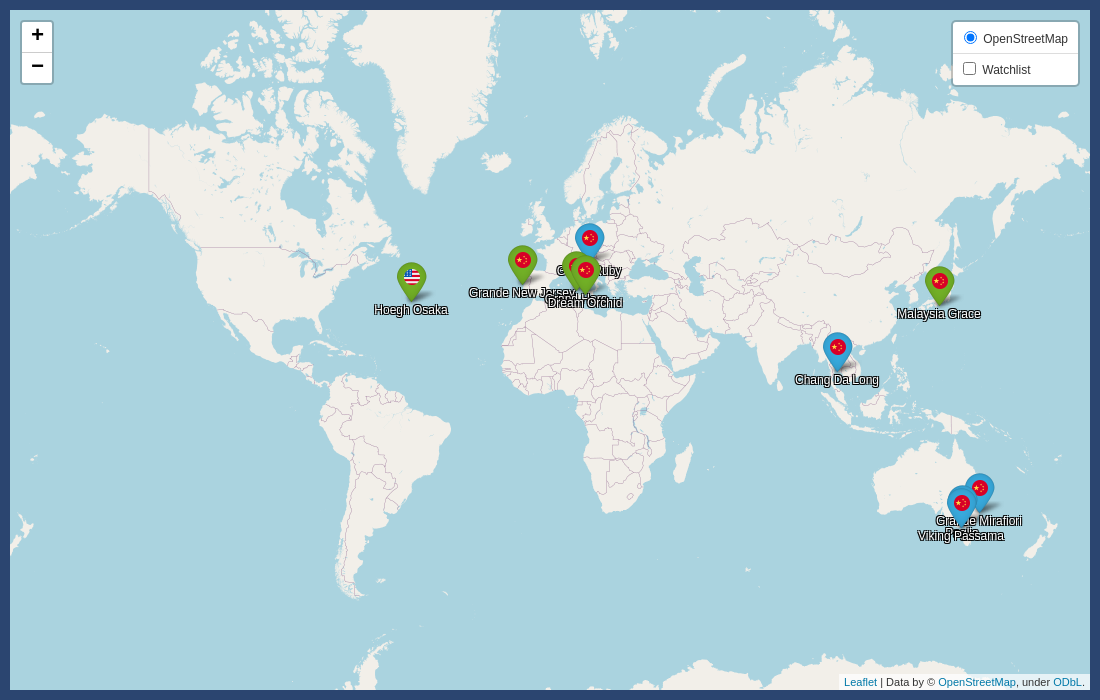 +
−
OpenStreetMap
Watchlist
Ruby
Grande New Jersey
Dream Orchid
Hoegh Osaka
Malaysia Grace
Chang Da Long
Grande Mirafiori
Viking Passama
Leaflet | Data by © OpenStreetMap, under ODbL.